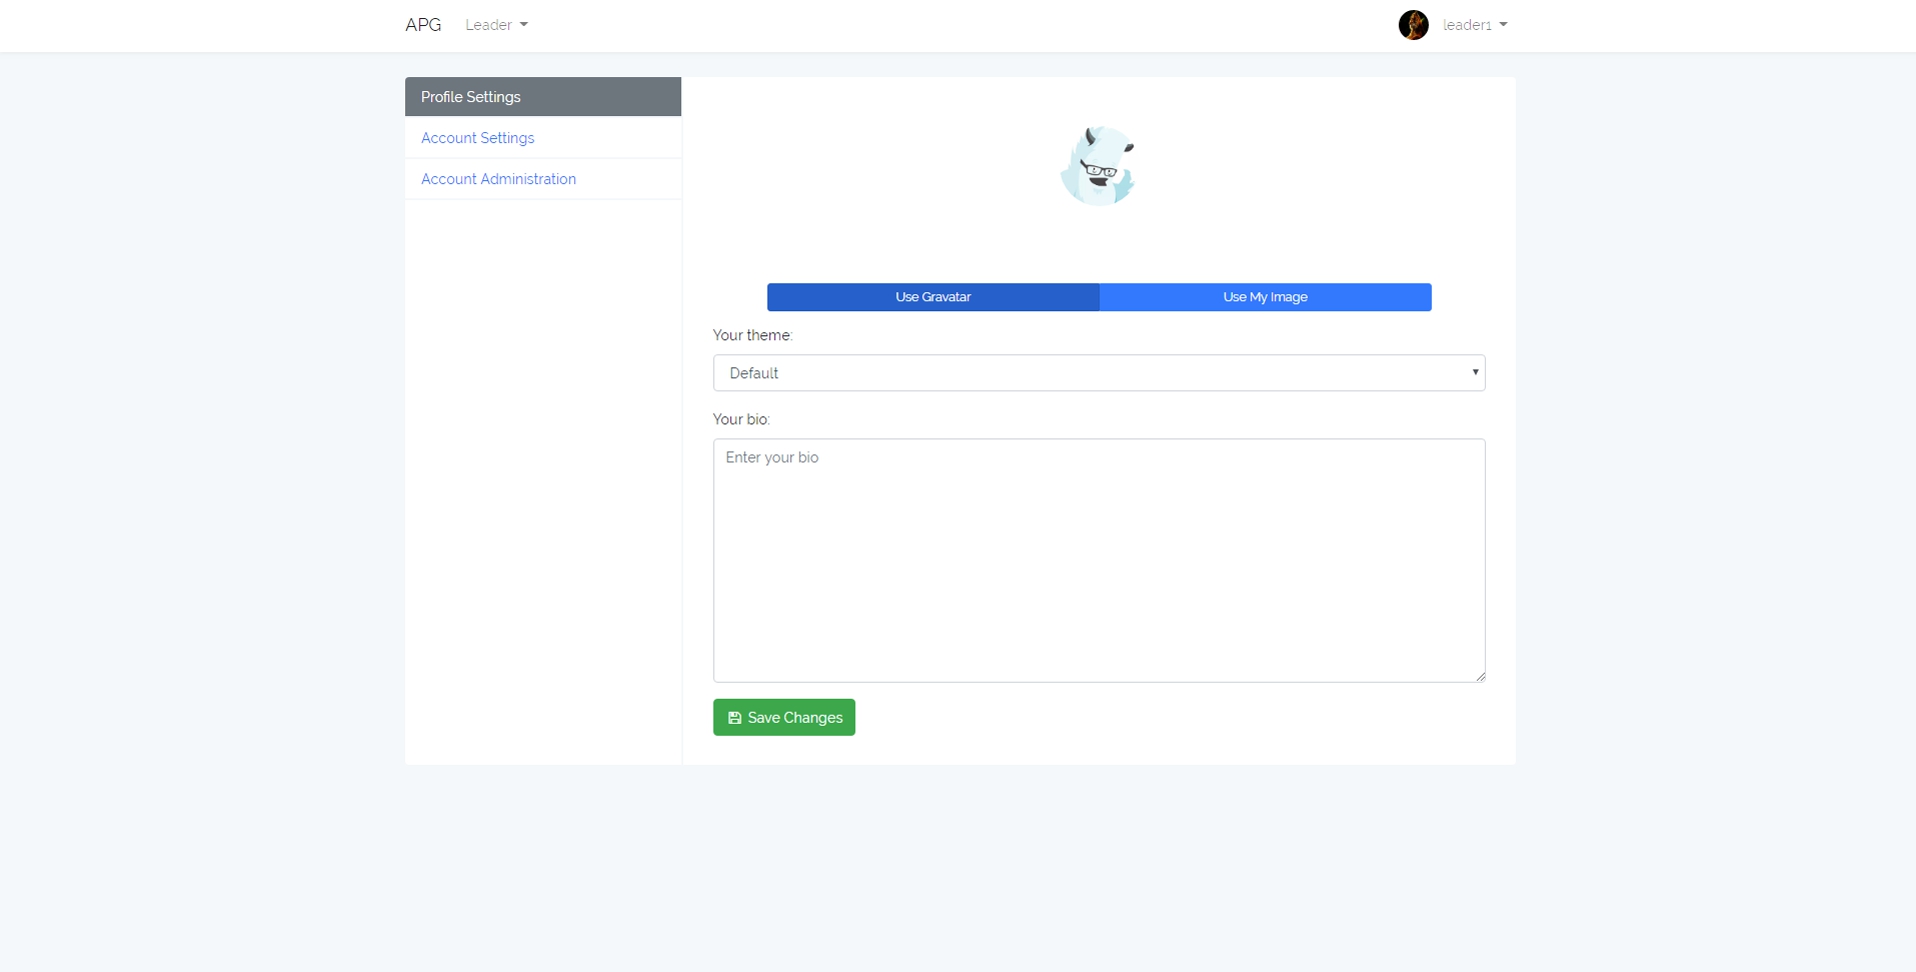 APG Leader leader1
Profile Settings
Account Settings
Account Administration
Use Gravatar Use My Image
Your theme:
Default
Your bio:
Enter your bio
Save Changes